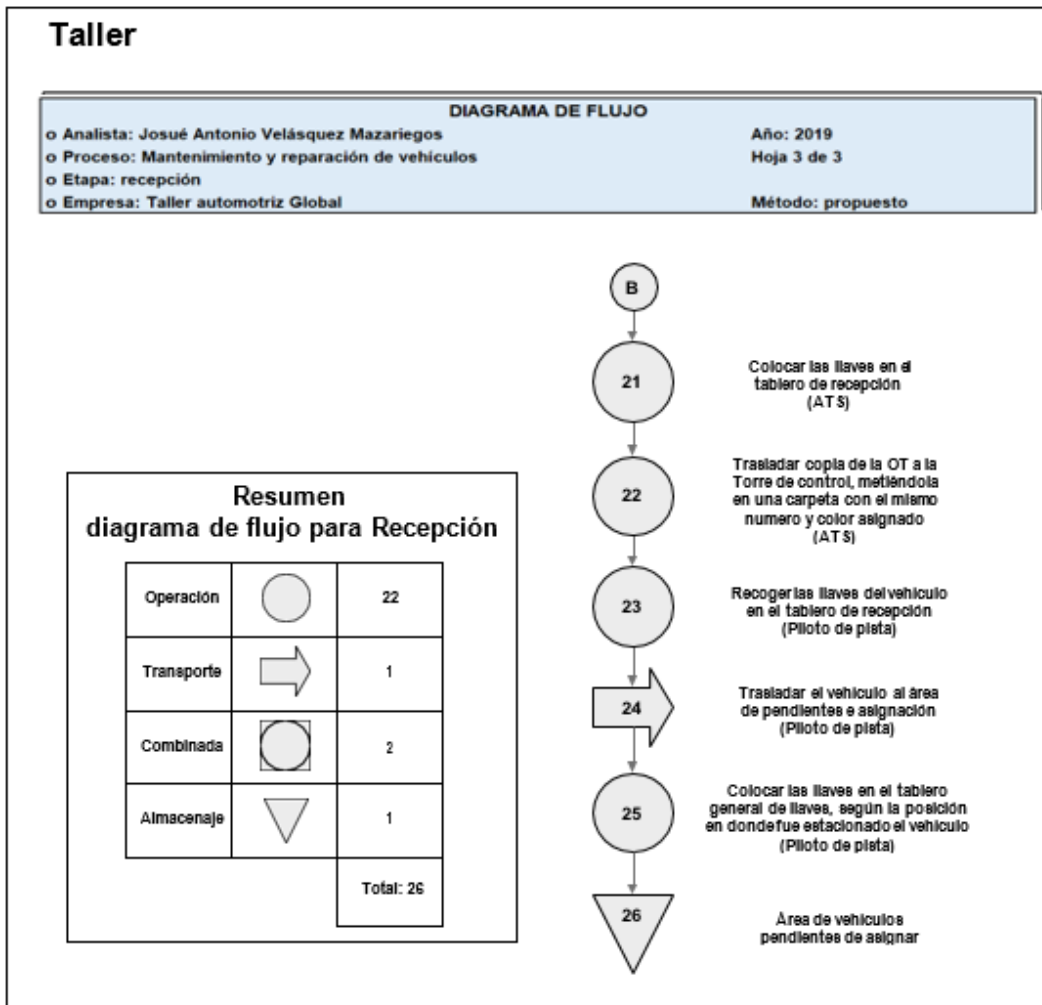 Taller
DIAGRAMA DE FLUJO
o Analista: Josué Antonio Velásquez Mazariegos
Año: 2019
o Proceso: Mantenimiento y reparación de vehículos
Hoja 3 de 3
o Etapa: recepción
o Empresa: Taller automotriz Global
Método: propuesto
B
21
Colocar las llaves en el
tablero de recepción
(ATS)
22
Trasladar copia de la OT a la
Torre de control, metiéndola
en una carpeta con el mismo
numero y color asignado
(ATS)
23
Recoger las llaves del vehículo
en el tablero de recepción
(Piloto de pista)
24
Trasladar el vehículo al área
de pendientes e asignación
(Piloto de pista)
25
Colocar las llaves en el tablero
general de llaves, según la posición
en donde fue estacionado el vehículo
(Piloto de pista)
26
Area de vehículos
pendientes de asignar
Resumen
diagrama de flujo para Recepción
Operación
22
Transporte
1
Combinada
2
Almacenaje
1
Total: 26